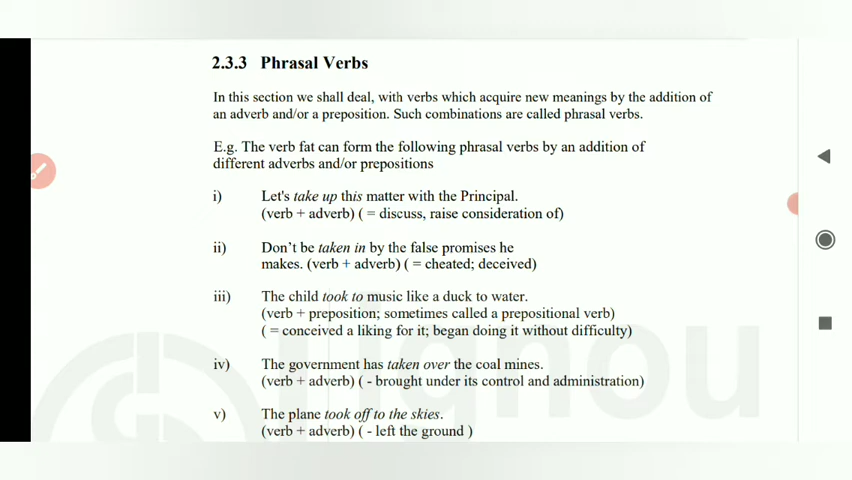 2.3.3 Phrasal Verbs
In this section we shall deal, with verbs which acquire new meanings by the addition of
an adverb and/or a preposition. Such combinations are called phrasal verbs.
E.g. The verb fat can form the following phrasal verbs by an addition of
different adverbs and/or prepositions
i) Let's take up this matter with the Principal.
(verb + adverb) ( = discuss, raise consideration of)
ii) Don't be taken in by the false promises he
makes. (verb + adverb) ( = cheated; deceived)
iii) The child took to music like a duck to water.
(verb + preposition; sometimes called a prepositional verb)
( = conceived a liking for it; began doing it without difficulty)
iv) The government has taken over the coal mines.
(verb + adverb) ( - brought under its control and administration)
v) The plane took off to the skies.
(verb + adverb) ( - left the ground )
ignou